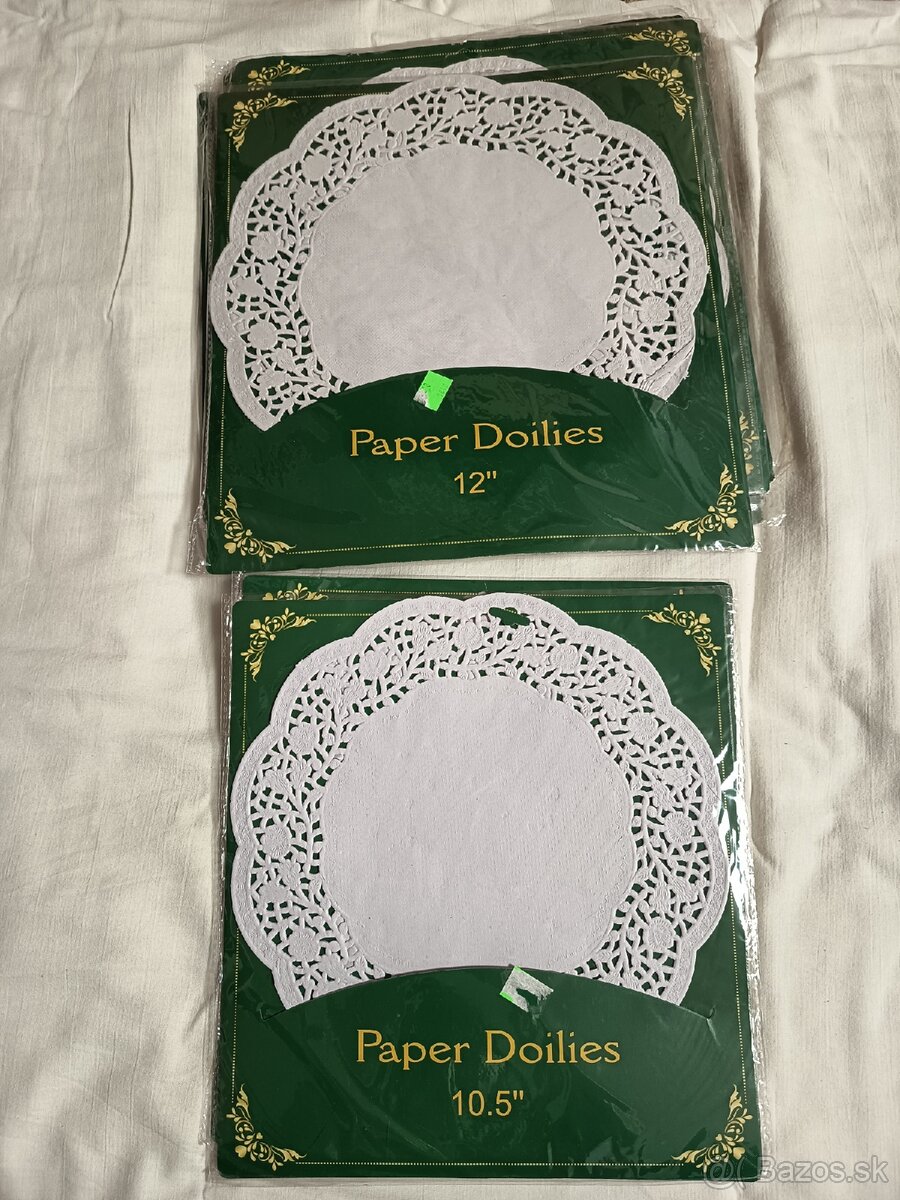 Paper Doilies
12"
Paper Doilies
10.5"
Bazos.sk